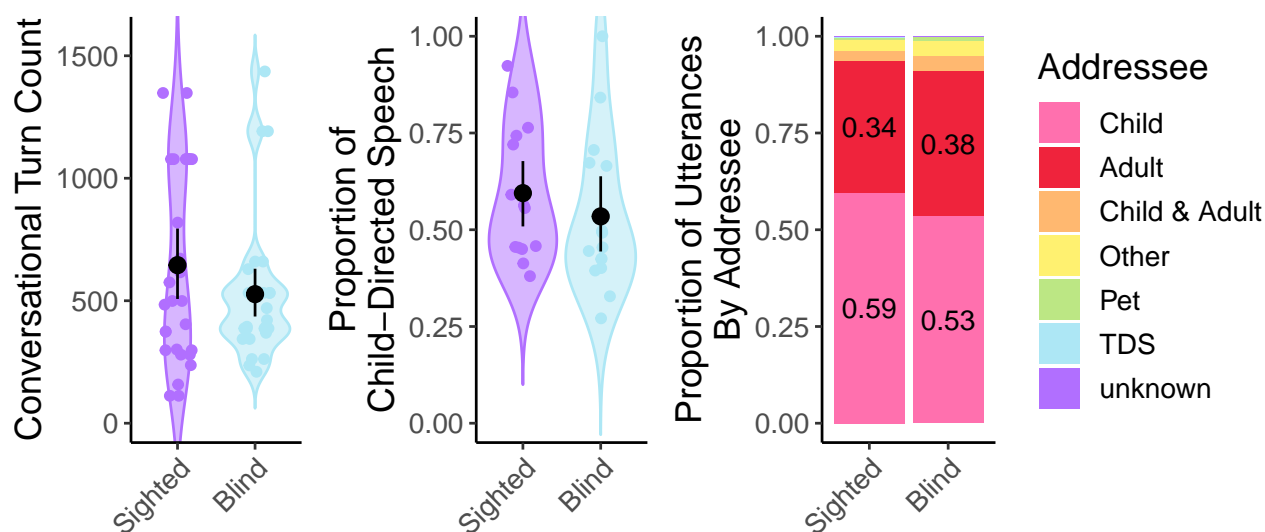 Conversational Turn Count
1500
1000
500
0
Sighted
Blind
Proportion of
Child−Directed Speech
1.00
0.75
0.50
0.25
0.00
Sighted
Blind
Proportion of Utterances
By Addressee
1.00
0.75
0.50
0.25
0.00
0.34
0.38
0.59
0.53
Sighted
Blind
Addressee
Child
Adult
Child & Adult
Other
Pet
TDS
unknown